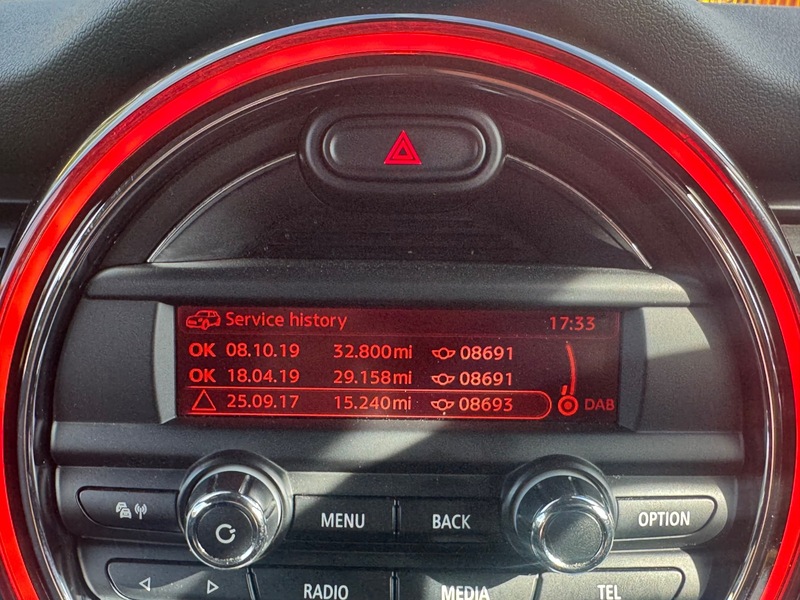 Service history 17:33
OK 08.10.19 32.800mi 08691
OK 18.04.19 29.158mi 08691
25.09.17 15.240mi 08693
DAB
MENU BACK OPTION
RADIO MEDIA TEL